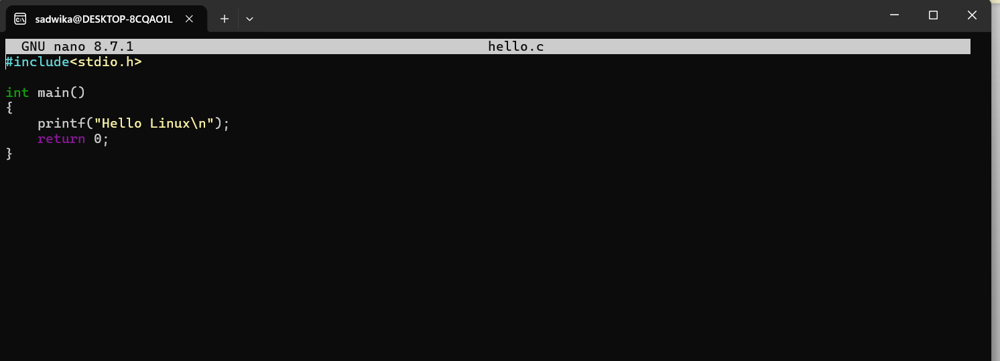 sadwika@DESKTOP-8CQAO1L
GNU nano 8.7.1 hello.c
#include<stdio.h>

int main()
{
    printf("Hello Linux\n");
    return 0;
}